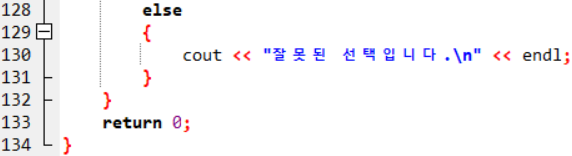 128 else
129 {
130 cout << "잘못된 선택입니다.\n" << endl;
131 }
132 }
133 return 0;
134 }